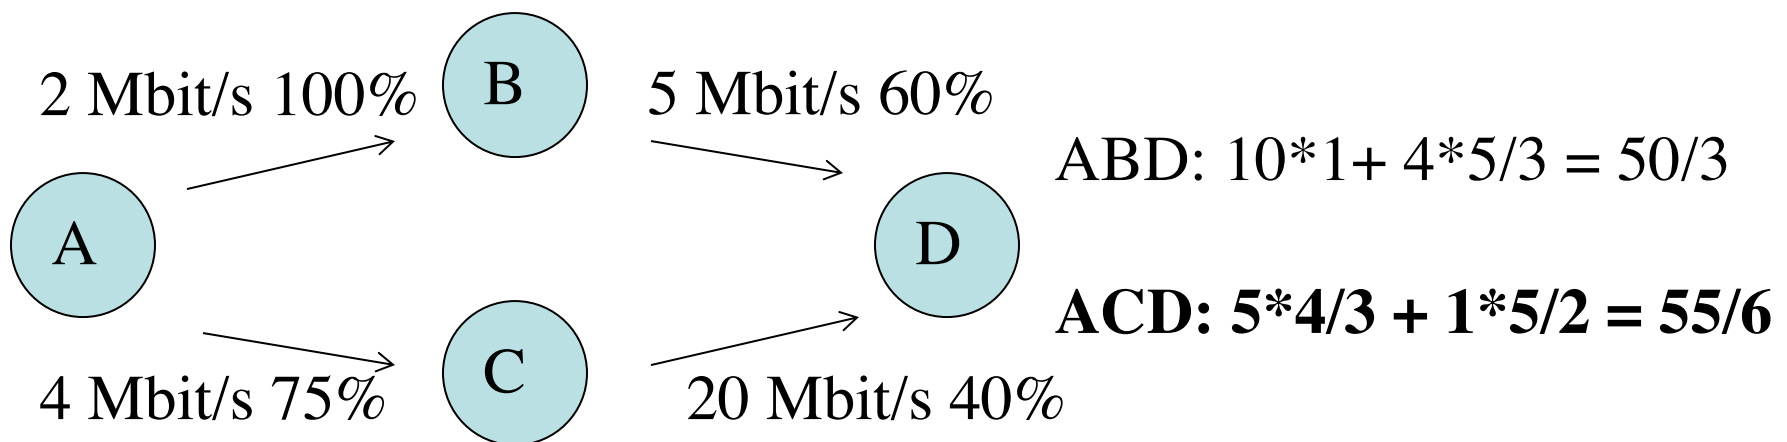 B
2 Mbit/s 100%
5 Mbit/s 60%
ABD: 10*1+ 4*5/3 = 50/3
A
D
ACD: 5*4/3 + 1*5/2 = 55/6
C
4 Mbit/s 75%
20 Mbit/s 40%